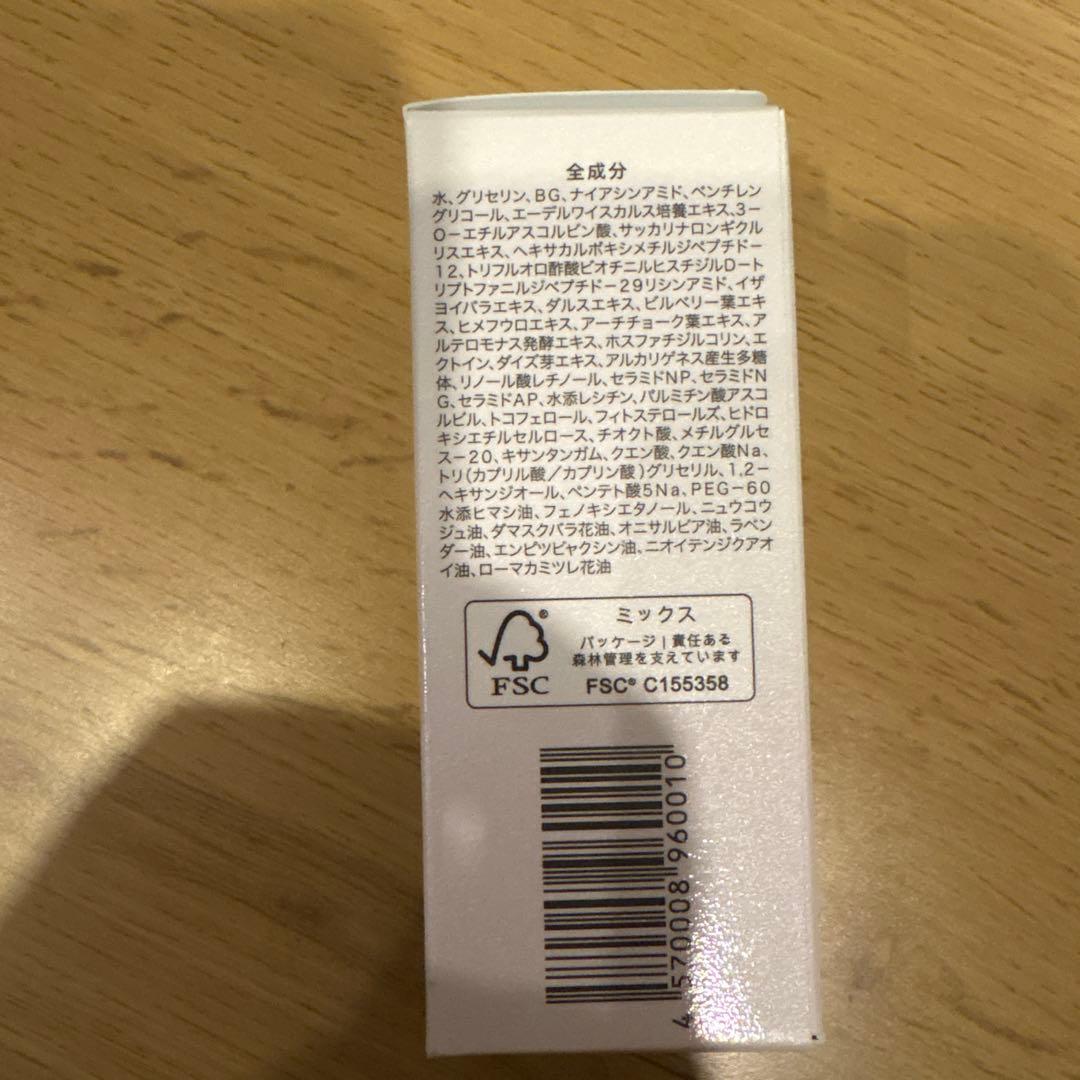 全成分
水、グリセリン、BG、ナイアシンアミド、ペンチレン
グリコール、エーデルワイスカルス培養エキス、3-
O-エチルアスコルビン酸、サッカリナロンギクル
リスエキス、ヘキサカルボキシメチルジペプチド-
12、トリフルオロ酢酸ビオチニルヒスチジルD-ート
リプトファニルジペプチド-29リシンアミド、イザ
ヨイバラエキス、ダルスエキス、ビルベリー葉エキ
ス、ヒメフウロエキス、アーチチョーク葉エキス、ア
ルテロモナス発酵エキス、ホスファチジルコリン、エ
クトイン、ダイズ芽エキス、アルカリゲネス産生多糖
体、リノール酸レチノール、セラミドNP、セラミドN
G、セラミドAP、水添レシチン、パルミチン酸アスコ
ルビル、トコフェロール、フィトステロールズ、ヒドロ
キシエチルセルロース、チオクト酸、メチルグルセ
ス-20、キサンタンガム、クエン酸、クエン酸Na、
トリ(カプリル酸/カプリン酸)グリセリル、1,2-
ヘキサンジオール、ペンテト酸5Na、PEG-60
水添ヒマシ油、フェノキシエタノール、ニュウコウ
ジュ油、ダマスクバラ花油、オニサルビア油、ラベン
ダー油、エンピツビャクシン油、ニオイテンジクアオ
イ油、ローマカミツレ花油
ミックス
パッケージ | 責任ある
森林管理を支えています
FSC® C155358
®
FSC
4 570008 960010